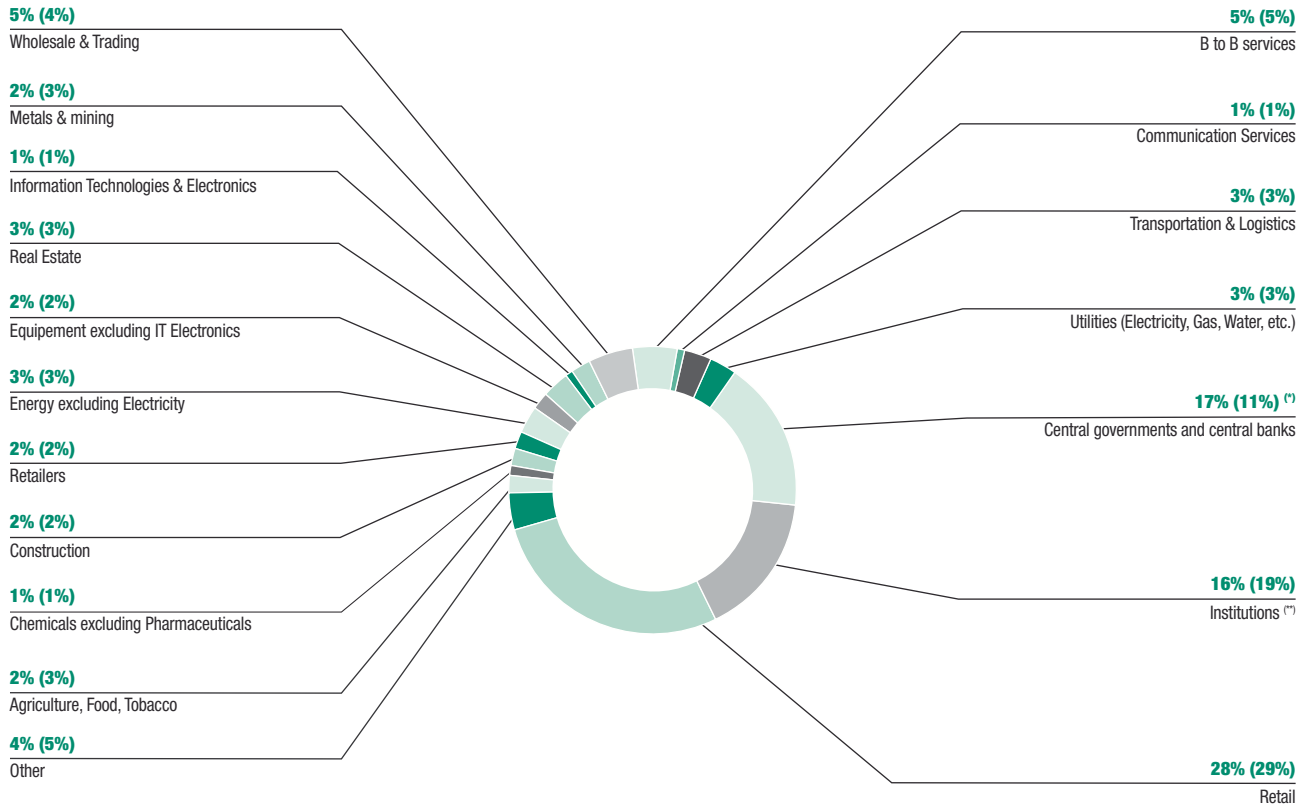 5% (4%)
Wholesale & Trading
2% (3%)
Metals & mining
1% (1%)
Information Technologies & Electronics
3% (3%)
Real Estate
2% (2%)
Equipement excluding IT Electronics
3% (3%)
Energy excluding Electricity
2% (2%)
Retailers
2% (2%)
Construction
1% (1%)
Chemicals excluding Pharmaceuticals
2% (3%)
Agriculture, Food, Tobacco
4% (5%)
Other
5% (5%)
B to B services
1% (1%)
Communication Services
3% (3%)
Transportation & Logistics
3% (3%)
Utilities (Electricity, Gas, Water, etc.)
17% (11%) (*)
Central governments and central banks
16% (19%)
Institutions (**)
28% (29%)
Retail